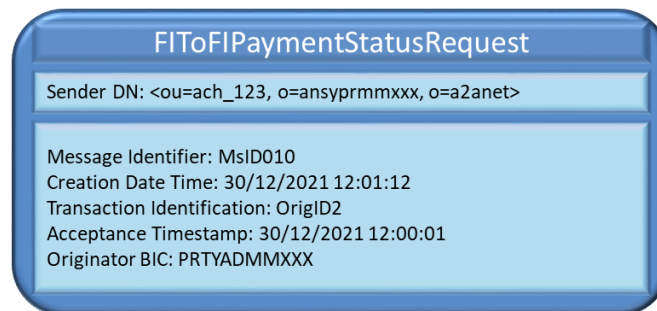 FIToFIPaymentStatusRequest
Sender DN: <ou=ach_123, o=ansyprmmxxx, o=a2anet>
Message Identifier: MsID010
Creation Date Time: 30/12/2021 12:01:12
Transaction Identification: OrigID2
Acceptance Timestamp: 30/12/2021 12:00:01
Originator BIC: PRTYADMMXXX